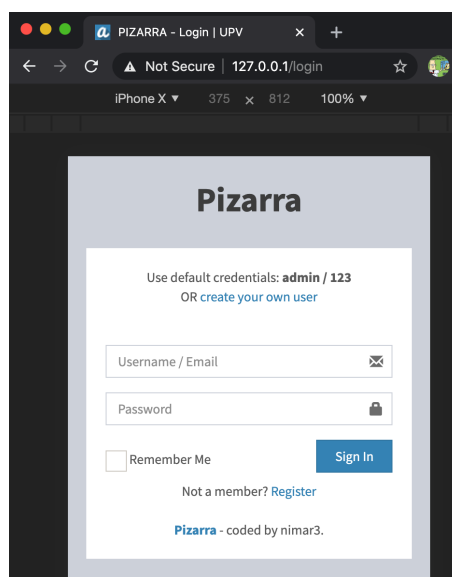 PIZARRA - Login | UPV
Not Secure | 127.0.0.1/login
iPhone X ▼ 375 x 812 100% ▼
Pizarra
Use default credentials: admin / 123
OR create your own user
Username / Email
Password
Remember Me
Sign In
Not a member? Register
Pizarra - coded by nimar3.